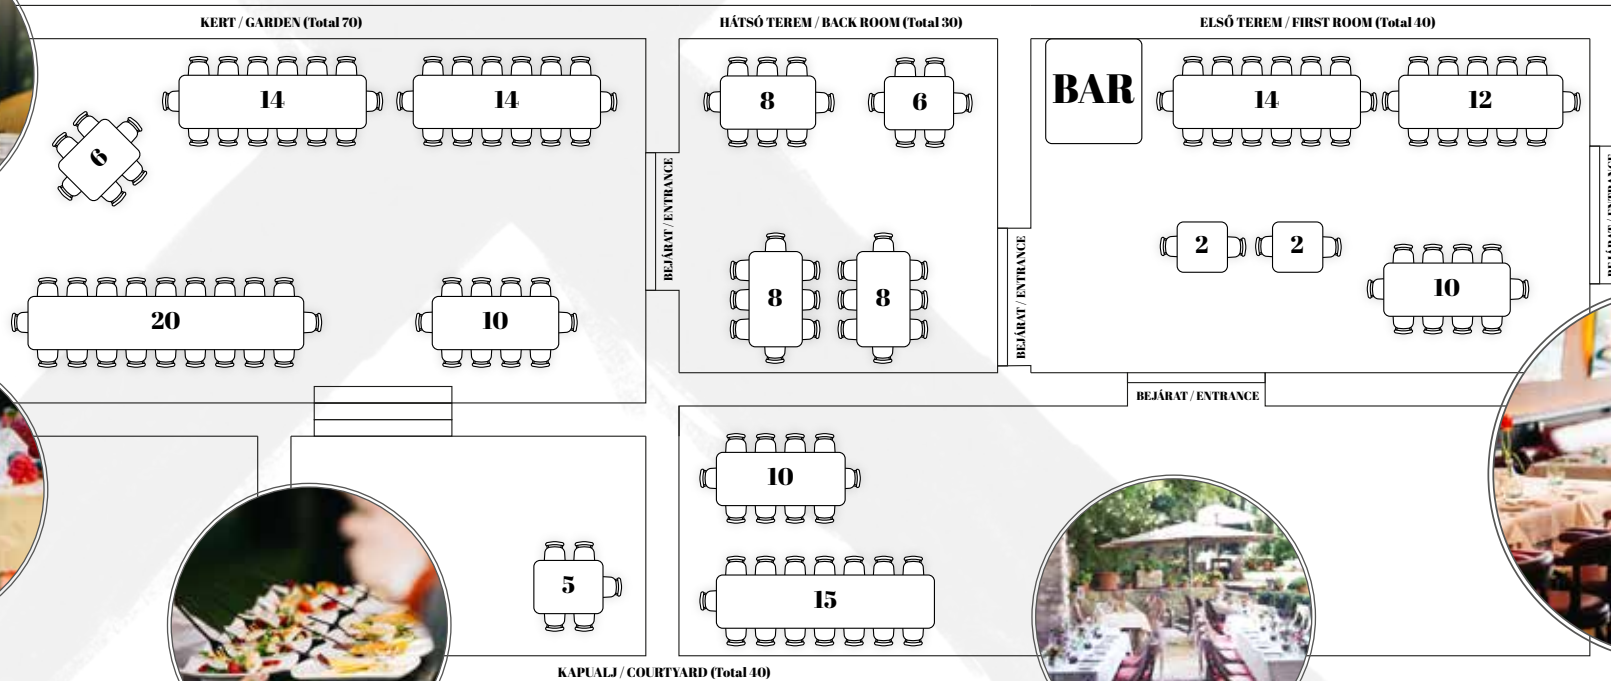 KERT / GARDEN (Total 70)
HÁTSÓ TEREM / BACK ROOM (Total 30)
ELSŐ TEREM / FIRST ROOM (Total 40)
14
14
6
20
10
BEJÁRAT / ENTRANCE
8
6
8
8
BEJÁRAT / ENTRANCE
BAR
14
12
2
2
10
BEJÁRAT / ENTRANCE
BEJÁRAT / ENTRANCE
10
5
15
KAPUALJ / COURTYARD (Total 40)